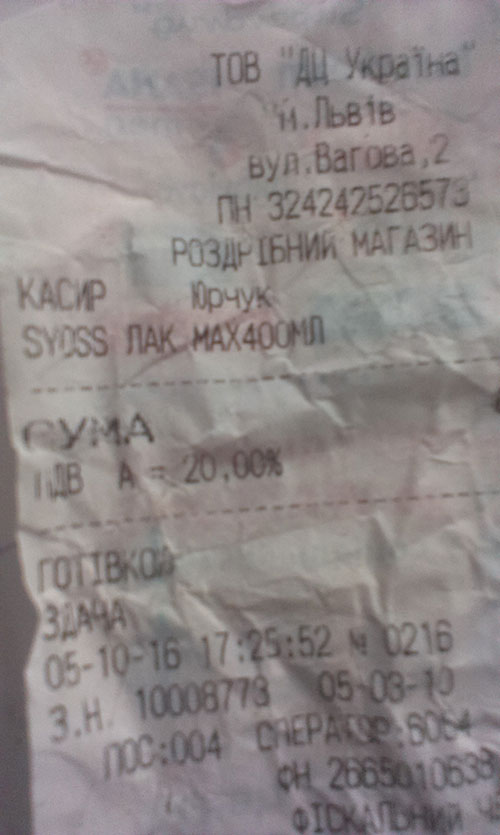 ТОВ "ДЦ Україна"
м.Львів
вул.Вагова,2
ПН 324242526573
РОЗДРІБНИЙ МАГАЗИН
КАСИР Юрчук
SYOSS ЛАК MAX400МЛ
СУМА
ПДВ А = 20,00%
ГОТІВКОЮ
ЗДАЧА
05-10-16 17:25:52 № 0216
З.Н. 10008773 05-03-10
ПОС:004 ОПЕРАТОР:6064
ФН 2665010638
ФІСКАЛЬНИЙ